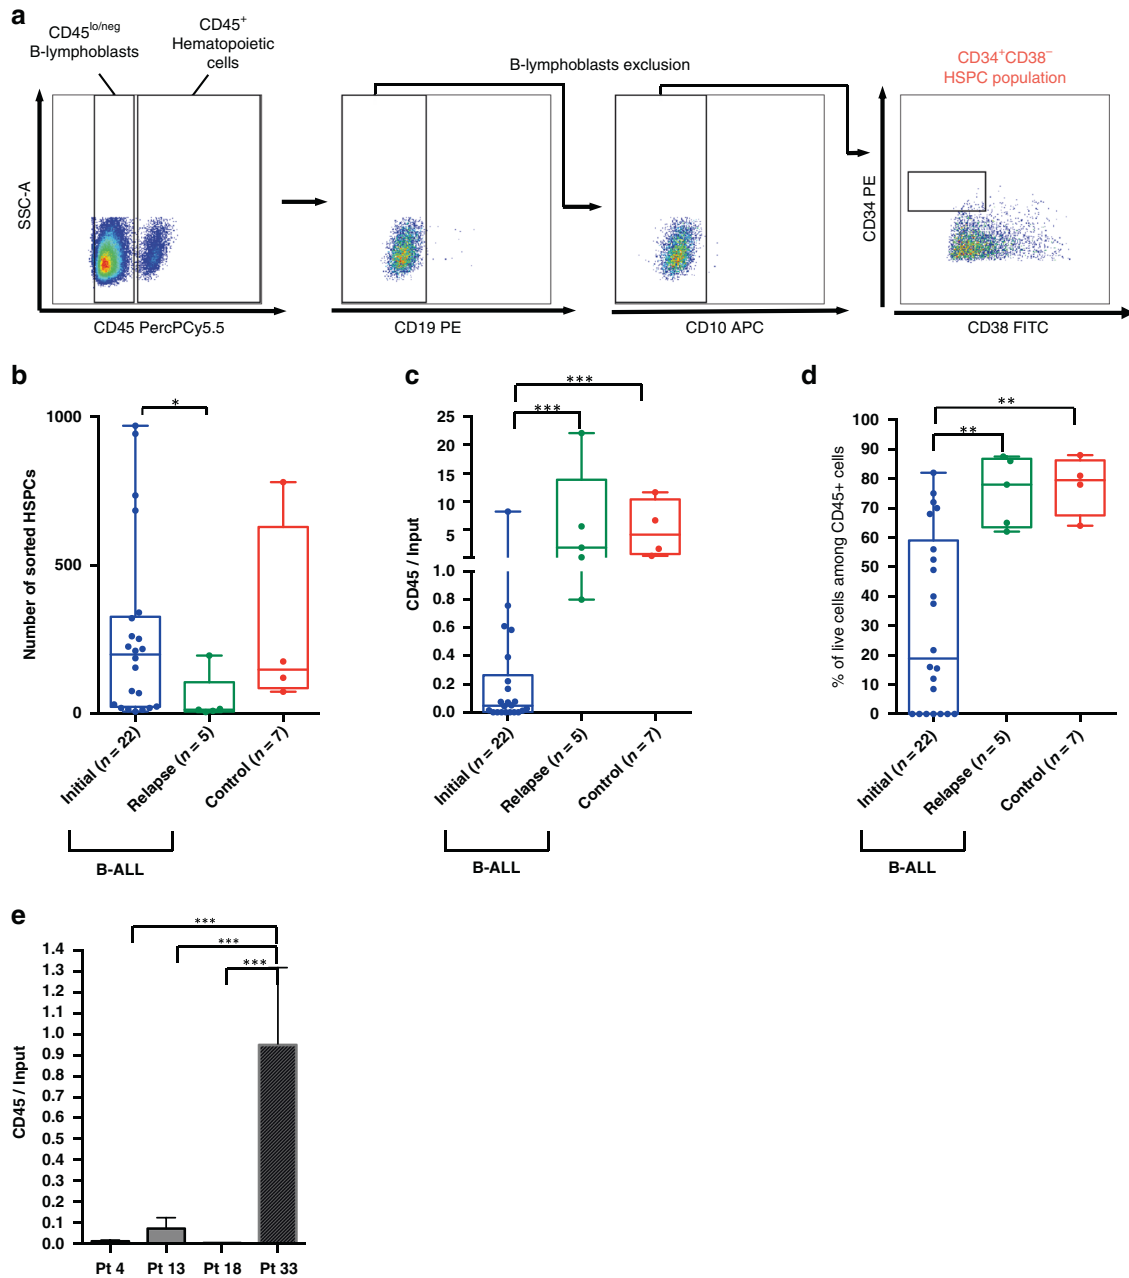 a
CD45lo/neg
B-lymphoblasts
CD45+
Hematopoietic
cells
B-lymphoblasts exclusion
CD34+CD38−
HSPC population
SSC-A
CD45 PercPCy5.5
CD19 PE
CD10 APC
CD34 PE
CD38 FITC
b
*
Number of sorted HSPCs
1000
500
0
Initial (n = 22)
Relapse (n = 5)
Control (n = 7)
B-ALL
c
***
***
CD45 / Input
25
20
15
10
5
1.0
0.8
0.6
0.4
0.2
0.0
Initial (n = 22)
Relapse (n = 5)
Control (n = 7)
B-ALL
d
**
**
% of live cells among CD45+ cells
100
90
80
70
60
50
40
30
20
10
0
Initial (n = 22)
Relapse (n = 5)
Control (n = 7)
B-ALL
e
***
***
***
CD45 / Input
1.4
1.3
1.2
1.1
1.0
0.9
0.8
0.7
0.6
0.5
0.4
0.3
0.2
0.1
0.0
Pt 4
Pt 13
Pt 18
Pt 33